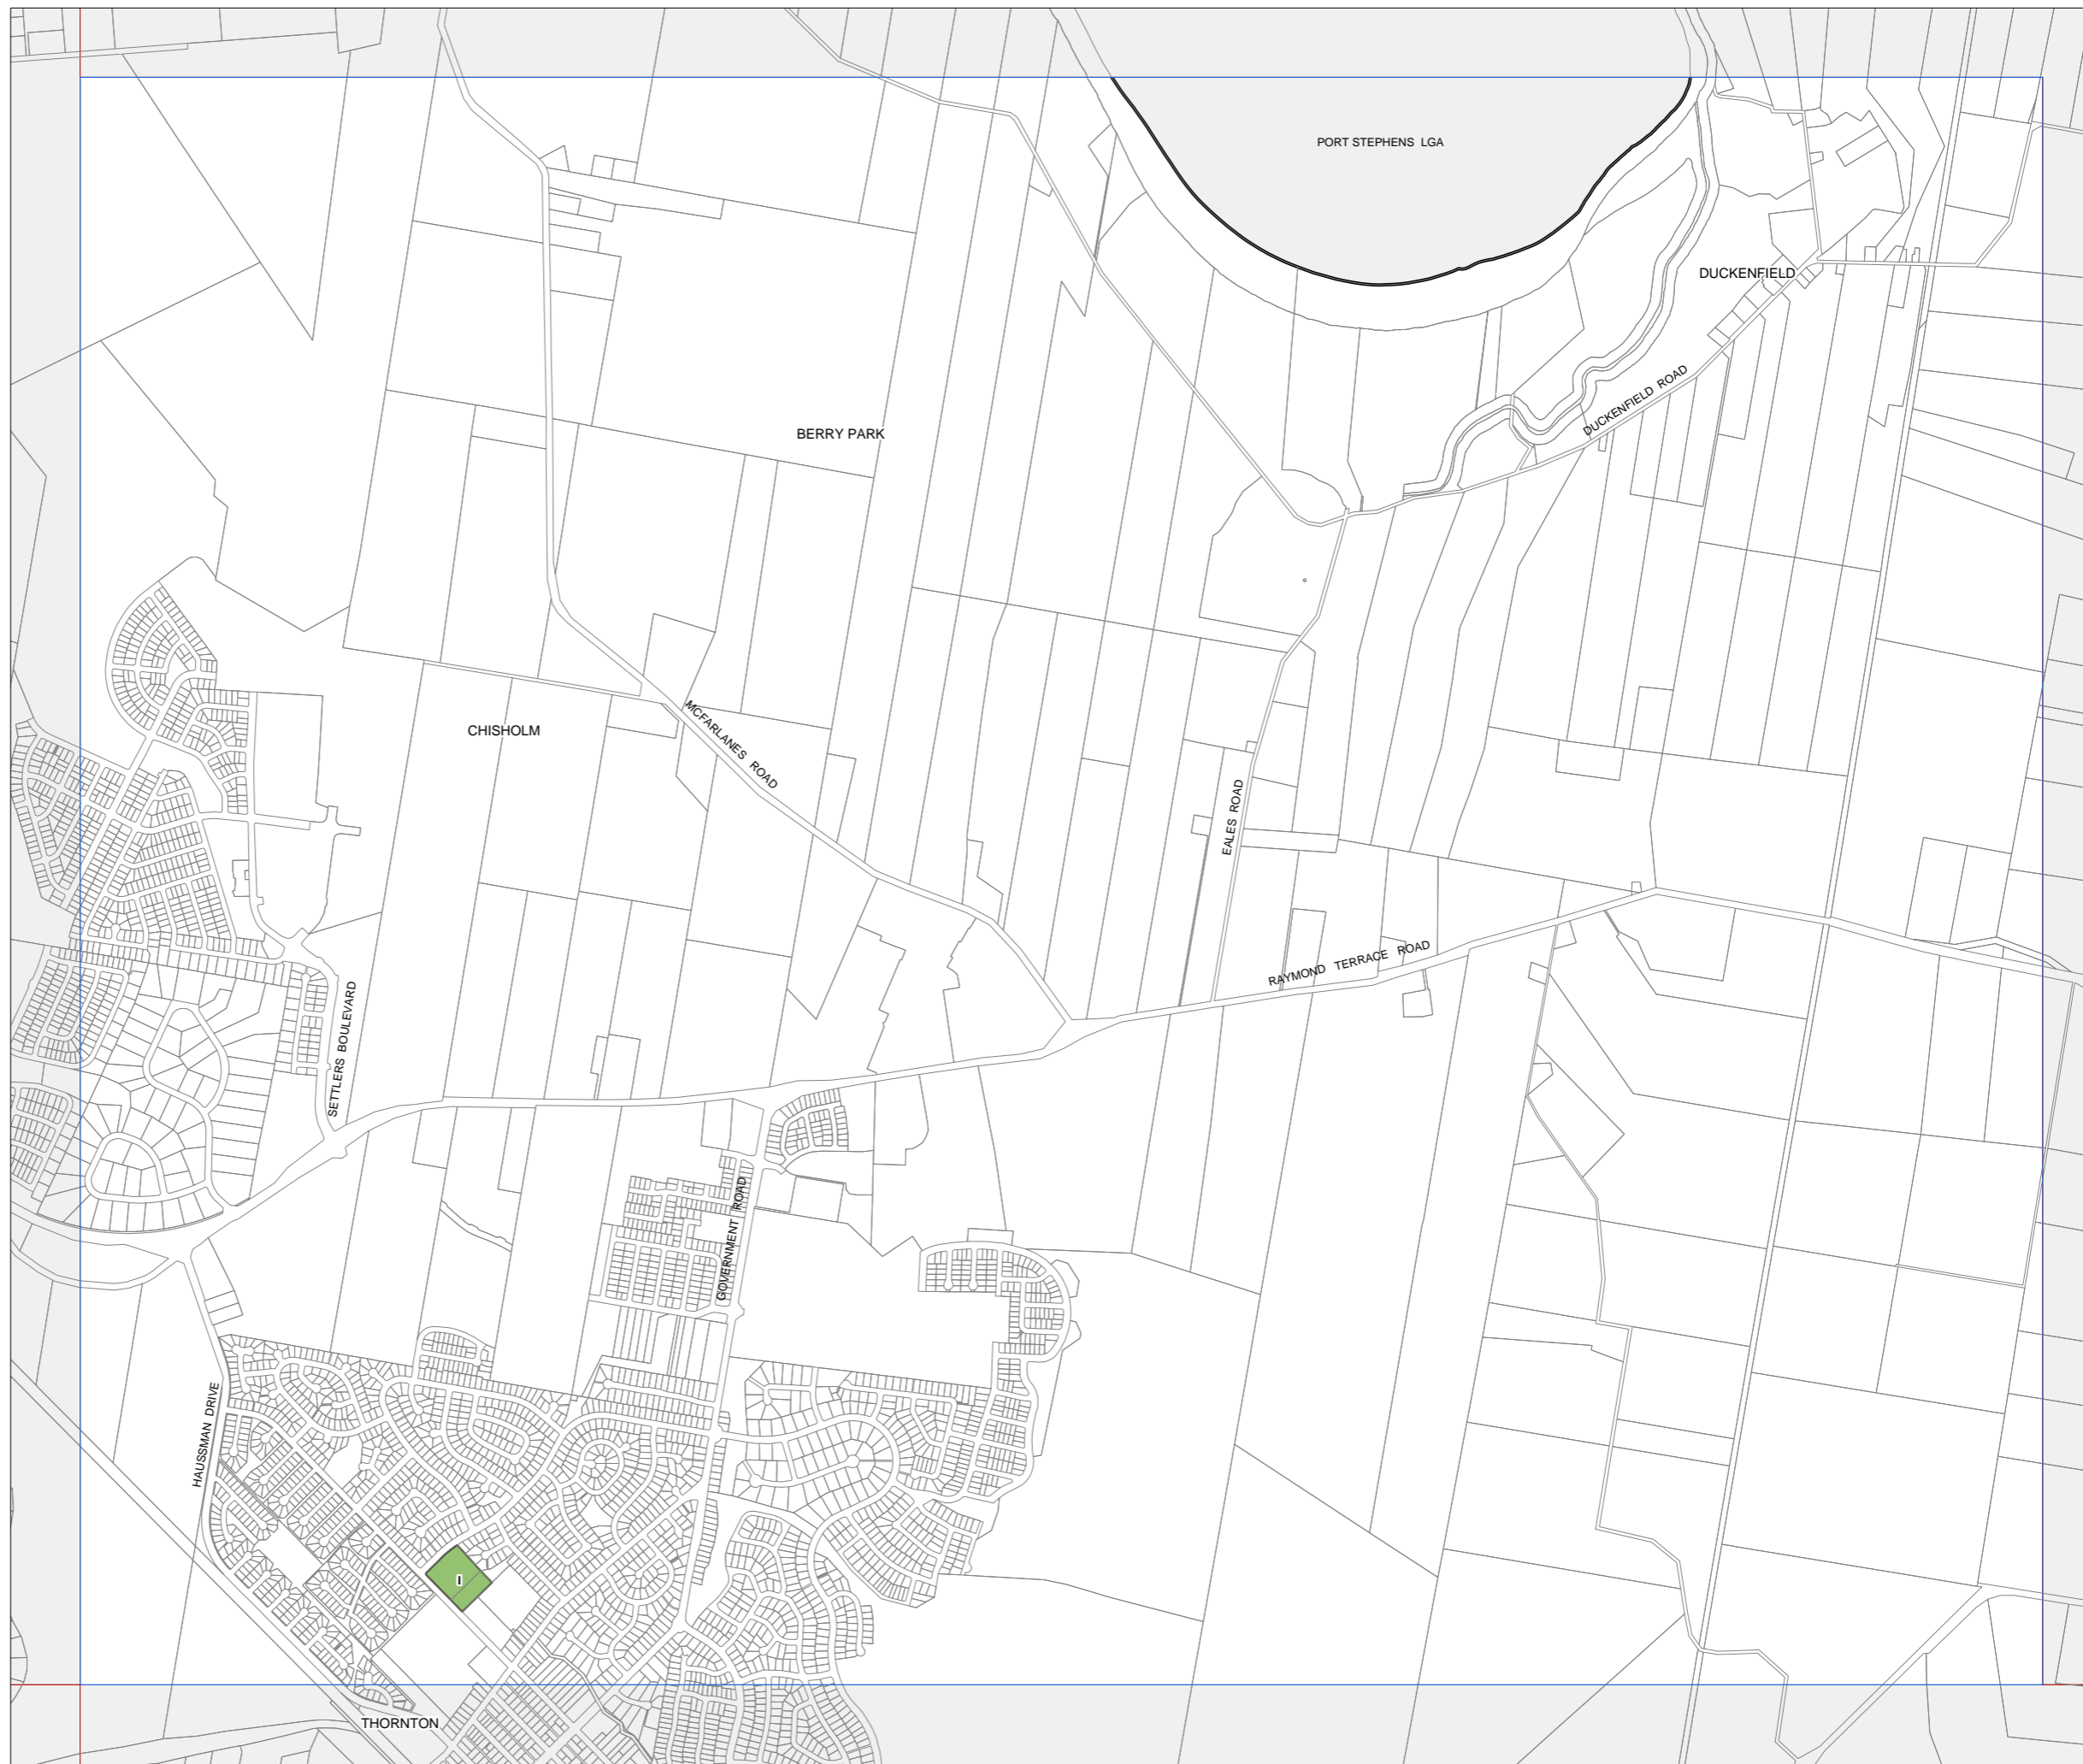 PORT STEPHENS LGA
DUCKENFIELD
DUCKENFIELD ROAD
BERRY PARK
CHISHOLM
MCFARLANES ROAD
EALES ROAD
RAYMOND TERRACE ROAD
SETTLERS BOULEVARD
GOVERNMENT ROAD
HAUSSMAN DRIVE
I
THORNTON